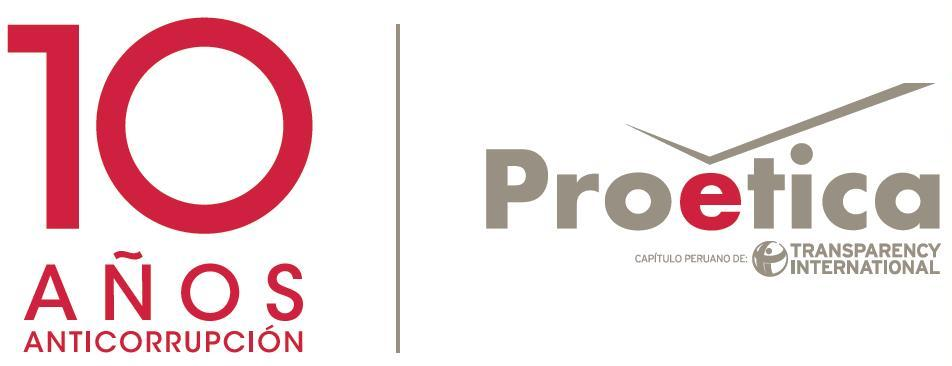 10
AÑOS
ANTICORRUPCIÓN
Proetica
CAPÍTULO PERUANO DE: TRANSPARENCY
INTERNATIONAL